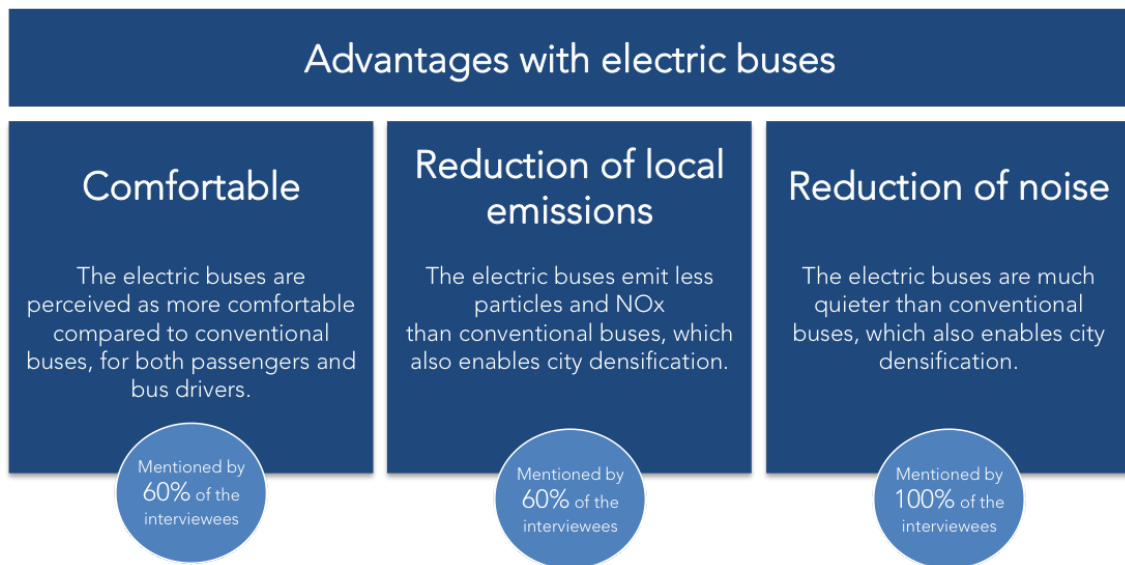 Advantages with electric buses
Comfortable
The electric buses are
perceived as more comfortable
compared to conventional
buses, for both passengers and
bus drivers.
Mentioned by
60% of the
interviewees
Reduction of local
emissions
The electric buses emit less
particles and NOx
than conventional buses, which
also enables city densification.
Mentioned by
60% of the
interviewees
Reduction of noise
The electric buses are much
quieter than conventional
buses, which also enables city
densification.
Mentioned by
100% of the
interviewees